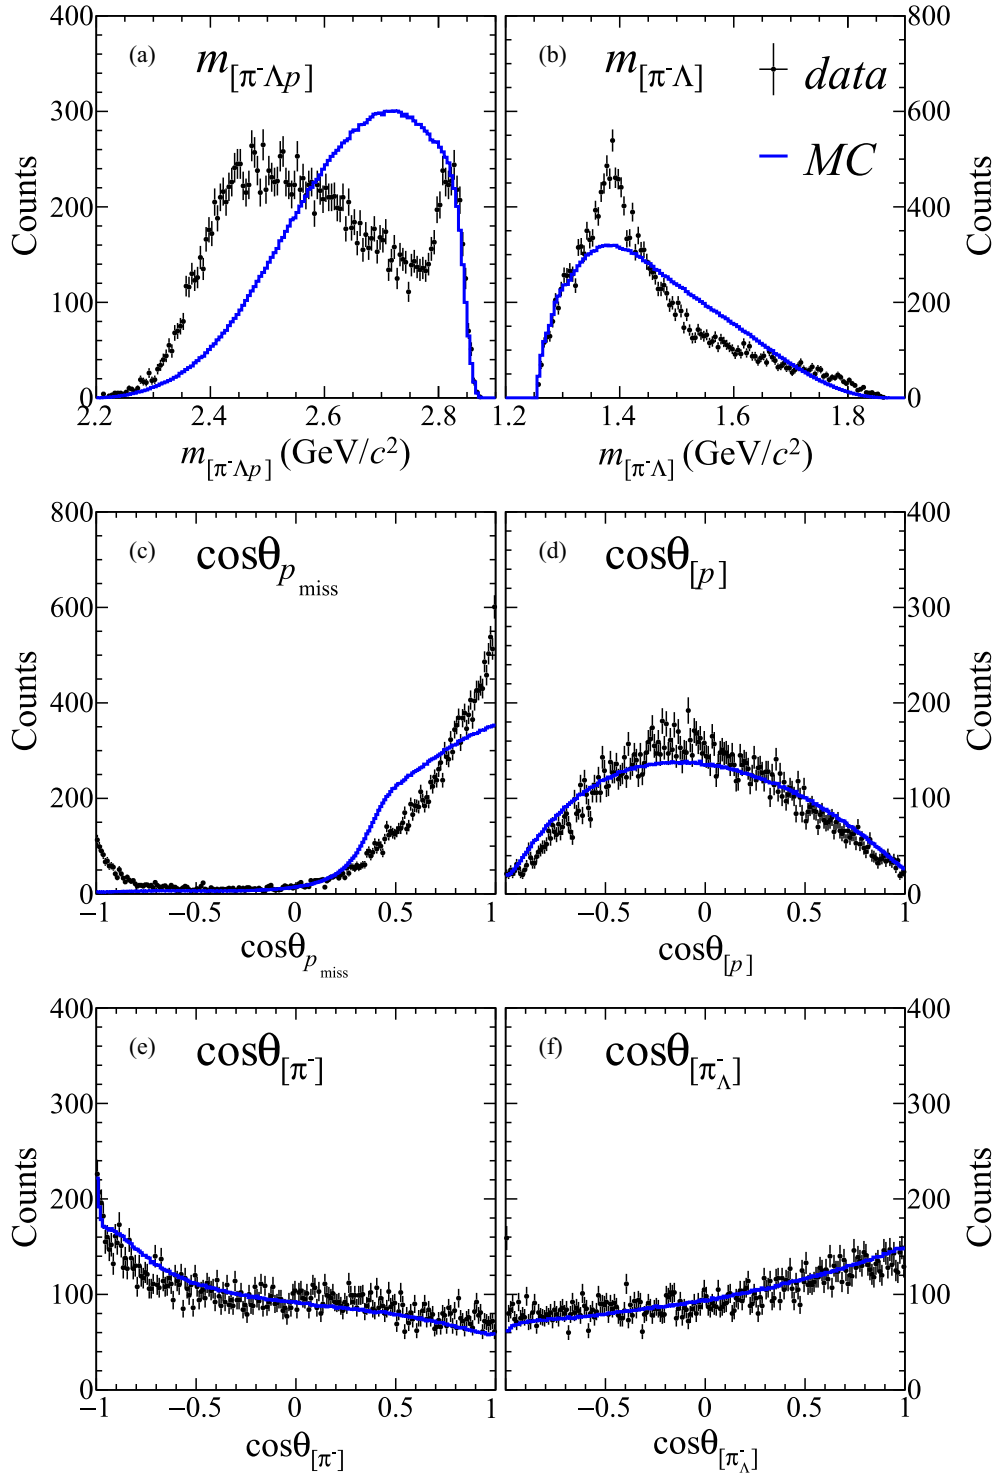 (a) m[π-Λp]
400
300
200
100
0
Counts
2.2 2.4 2.6 2.8
m[π-Λp] (GeV/c²)
(b) m[π-Λ]
data
MC
800
600
400
200
0
Counts
1.2 1.4 1.6 1.8
m[π-Λ] (GeV/c²)
(c) cosθp miss
800
600
400
200
0
Counts
−1 −0.5 0 0.5 1
cosθp miss
(d) cosθ[p]
400
300
200
100
0
Counts
−0.5 0 0.5 1
cosθ[p]
(e) cosθ[π-]
400
300
200
100
0
Counts
−1 −0.5 0 0.5 1
cosθ[π-]
(f) cosθ[π-Λ]
400
300
200
100
0
Counts
−0.5 0 0.5 1
cosθ[π-Λ]